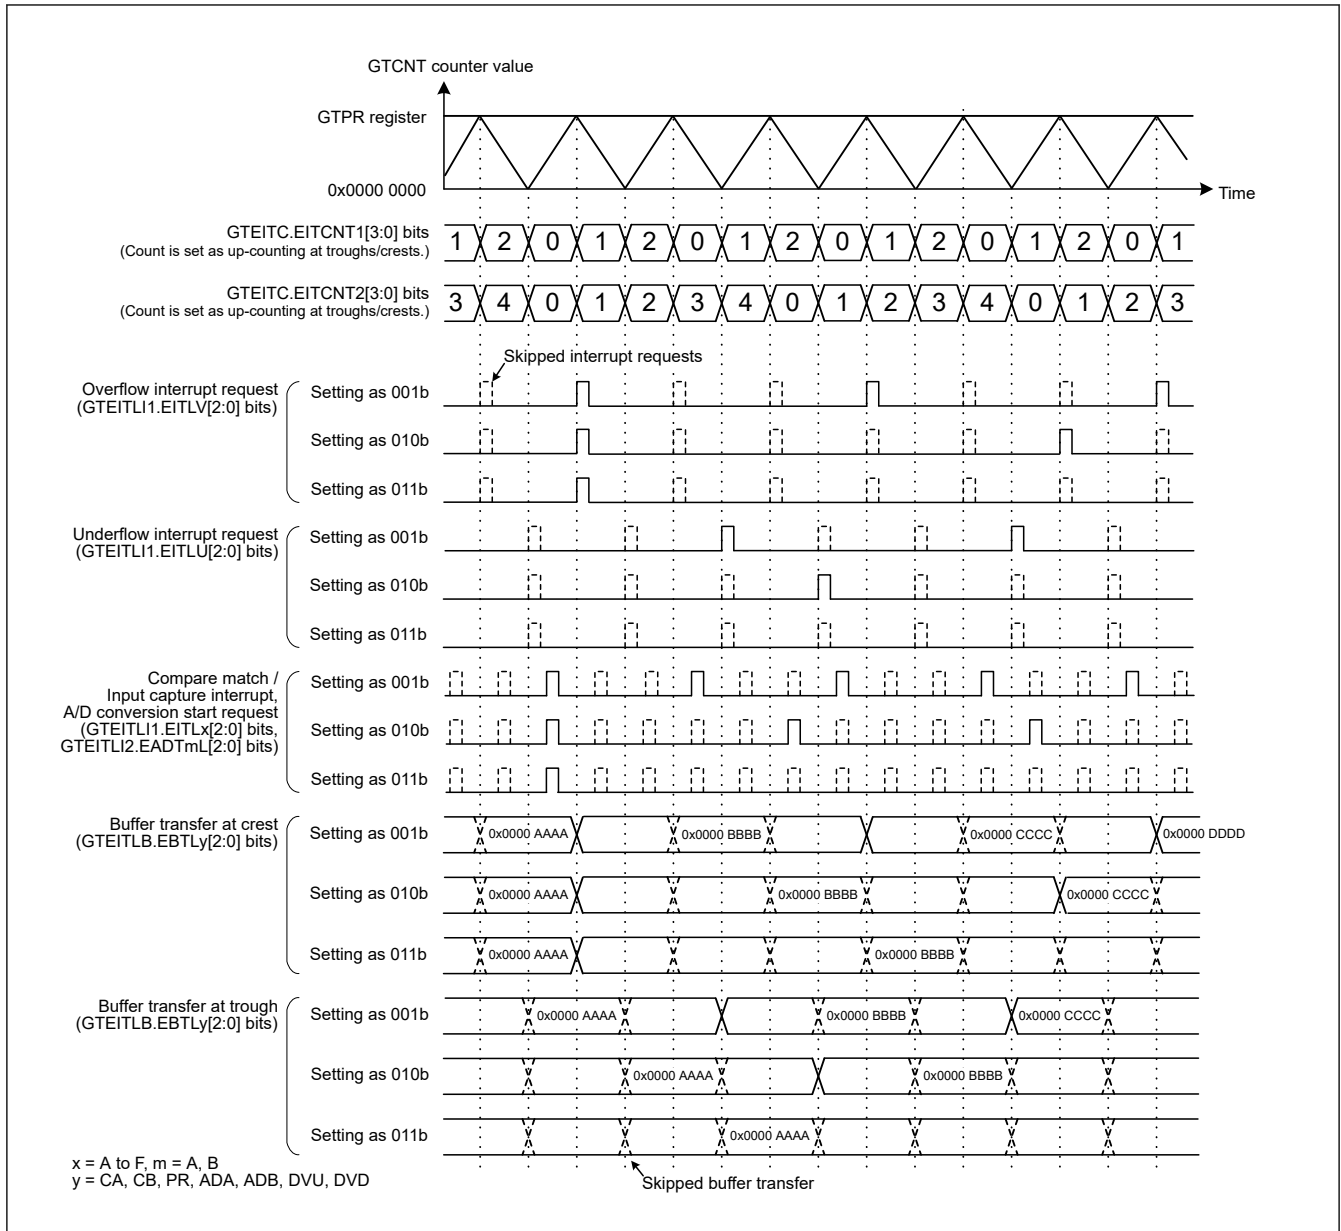 GTCNT counter value
GTPR register
0x0000 0000
Time
GTEITC.EITCNT1[3:0] bits
(Count is set as up-counting at troughs/crests.)
1 2 0 1 2 0 1 2 0 1 2 0 1 2 0 1
GTEITC.EITCNT2[3:0] bits
(Count is set as up-counting at troughs/crests.)
3 4 0 1 2 3 4 0 1 2 3 4 0 1 2 3
Skipped interrupt requests
Overflow interrupt request
(GTEITLI1.EITLV[2:0] bits)
Setting as 001b
Setting as 010b
Setting as 011b
Underflow interrupt request
(GTEITLI1.EITLU[2:0] bits)
Setting as 001b
Setting as 010b
Setting as 011b
Compare match /
Input capture interrupt,
A/D conversion start request
(GTEITLI1.EITLx[2:0] bits,
GTEITLI2.EADTmL[2:0] bits)
Setting as 001b
Setting as 010b
Setting as 011b
Buffer transfer at crest
(GTEITLB.EBTLy[2:0] bits)
Setting as 001b
0x0000 AAAA 0x0000 BBBB 0x0000 CCCC 0x0000 DDDD
Setting as 010b
0x0000 AAAA 0x0000 BBBB 0x0000 CCCC
Setting as 011b
0x0000 AAAA 0x0000 BBBB
Buffer transfer at trough
(GTEITLB.EBTLy[2:0] bits)
Setting as 001b
0x0000 AAAA 0x0000 BBBB 0x0000 CCCC
Setting as 010b
0x0000 AAAA 0x0000 BBBB
Setting as 011b
0x0000 AAAA
x = A to F, m = A, B
y = CA, CB, PR, ADA, ADB, DVU, DVD
Skipped buffer transfer